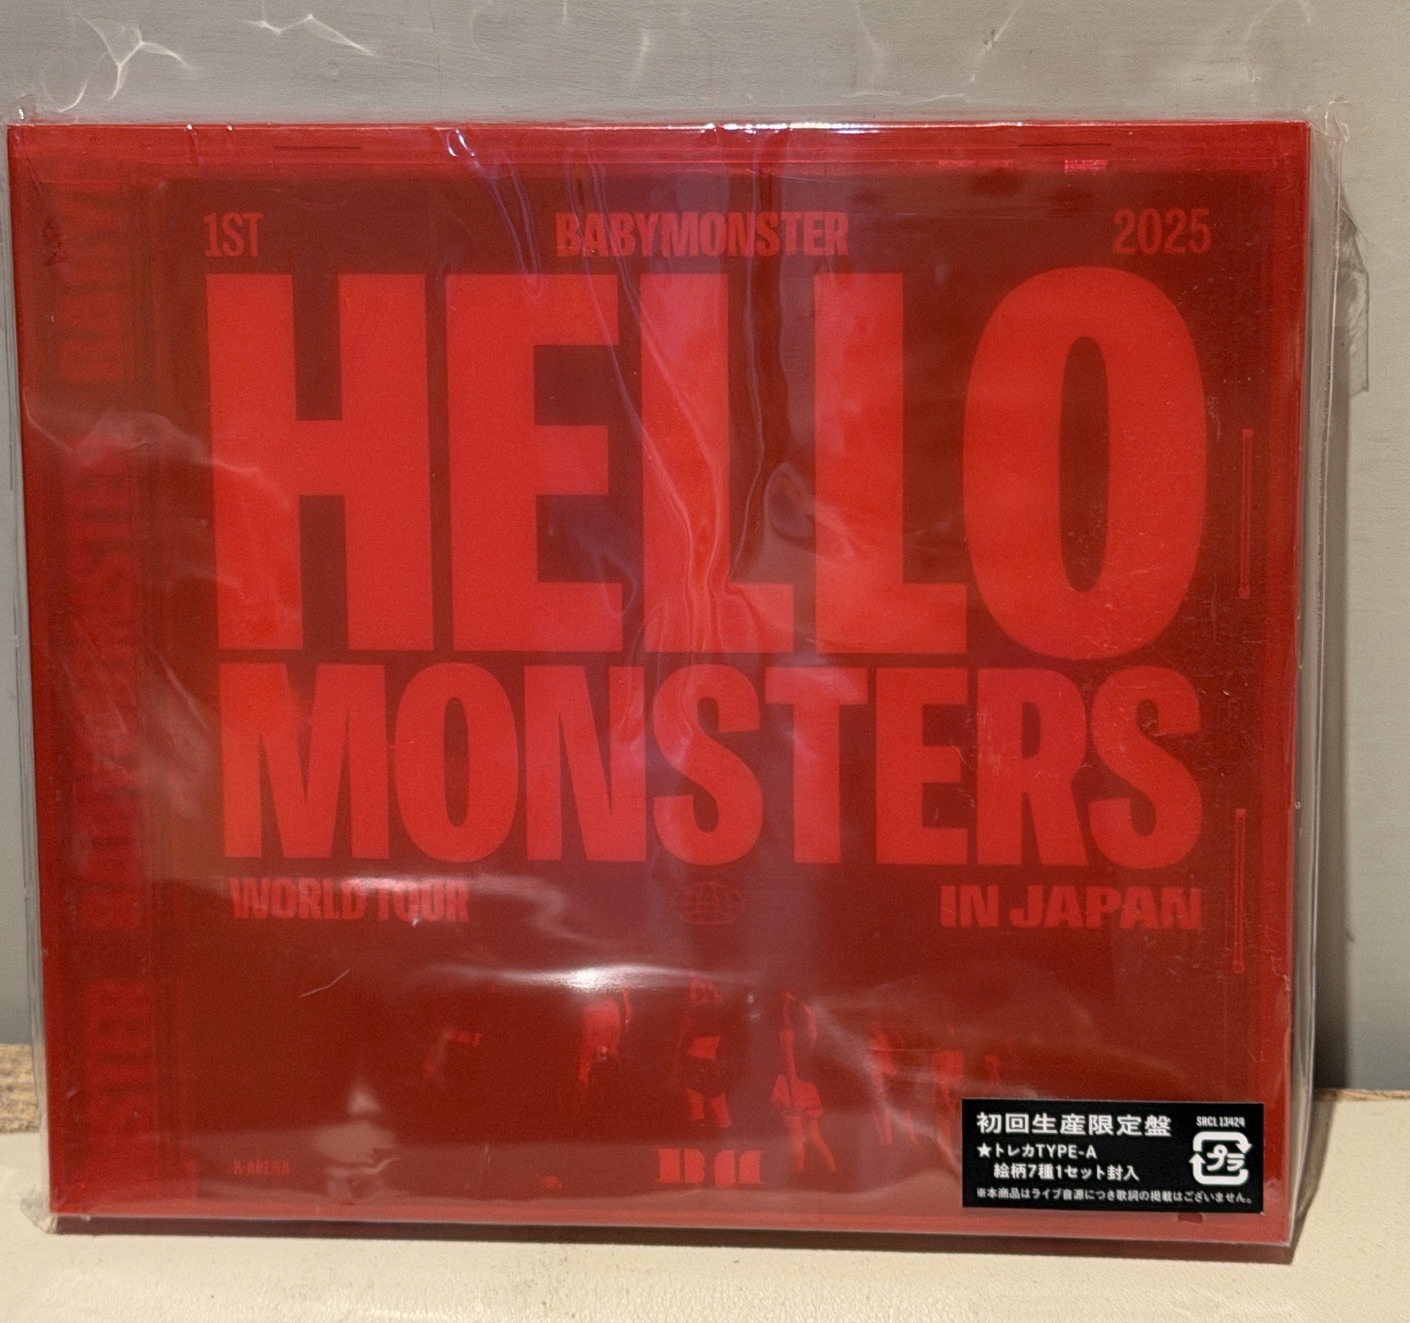 1ST BABYMONSTER 2025
HELLO
MONSTERS
WORLD TOUR IN JAPAN
K-ARENA
初回生産限定盤
SRCL 13424
★トレカTYPE-A
絵柄7種1セット封入
プラ
※本商品はライブ音源につき歌詞の掲載はございません。